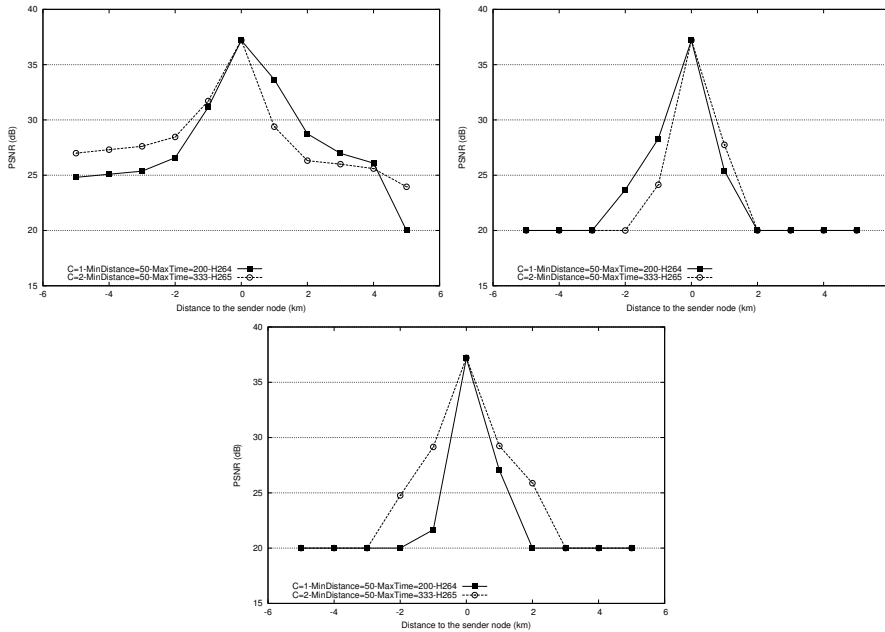 40
35
30
25
20
15
PSNR (dB)
C=1-MinDistance=50-MaxTime=200-H264
C=2-MinDistance=50-MaxTime=333-H265
-6 -4 -2 0 2 4 6
Distance to the sender node (km)
40
35
30
25
20
15
PSNR (dB)
C=1-MinDistance=50-MaxTime=200-H264
C=2-MinDistance=50-MaxTime=333-H265
-6 -4 -2 0 2 4
Distance to the sender node (km)
40
35
30
25
20
15
PSNR (dB)
C=1-MinDistance=50-MaxTime=200-H264
C=2-MinDistance=50-MaxTime=333-H265
-6 -4 -2 0 2 4 6
Distance to the sender node (km)